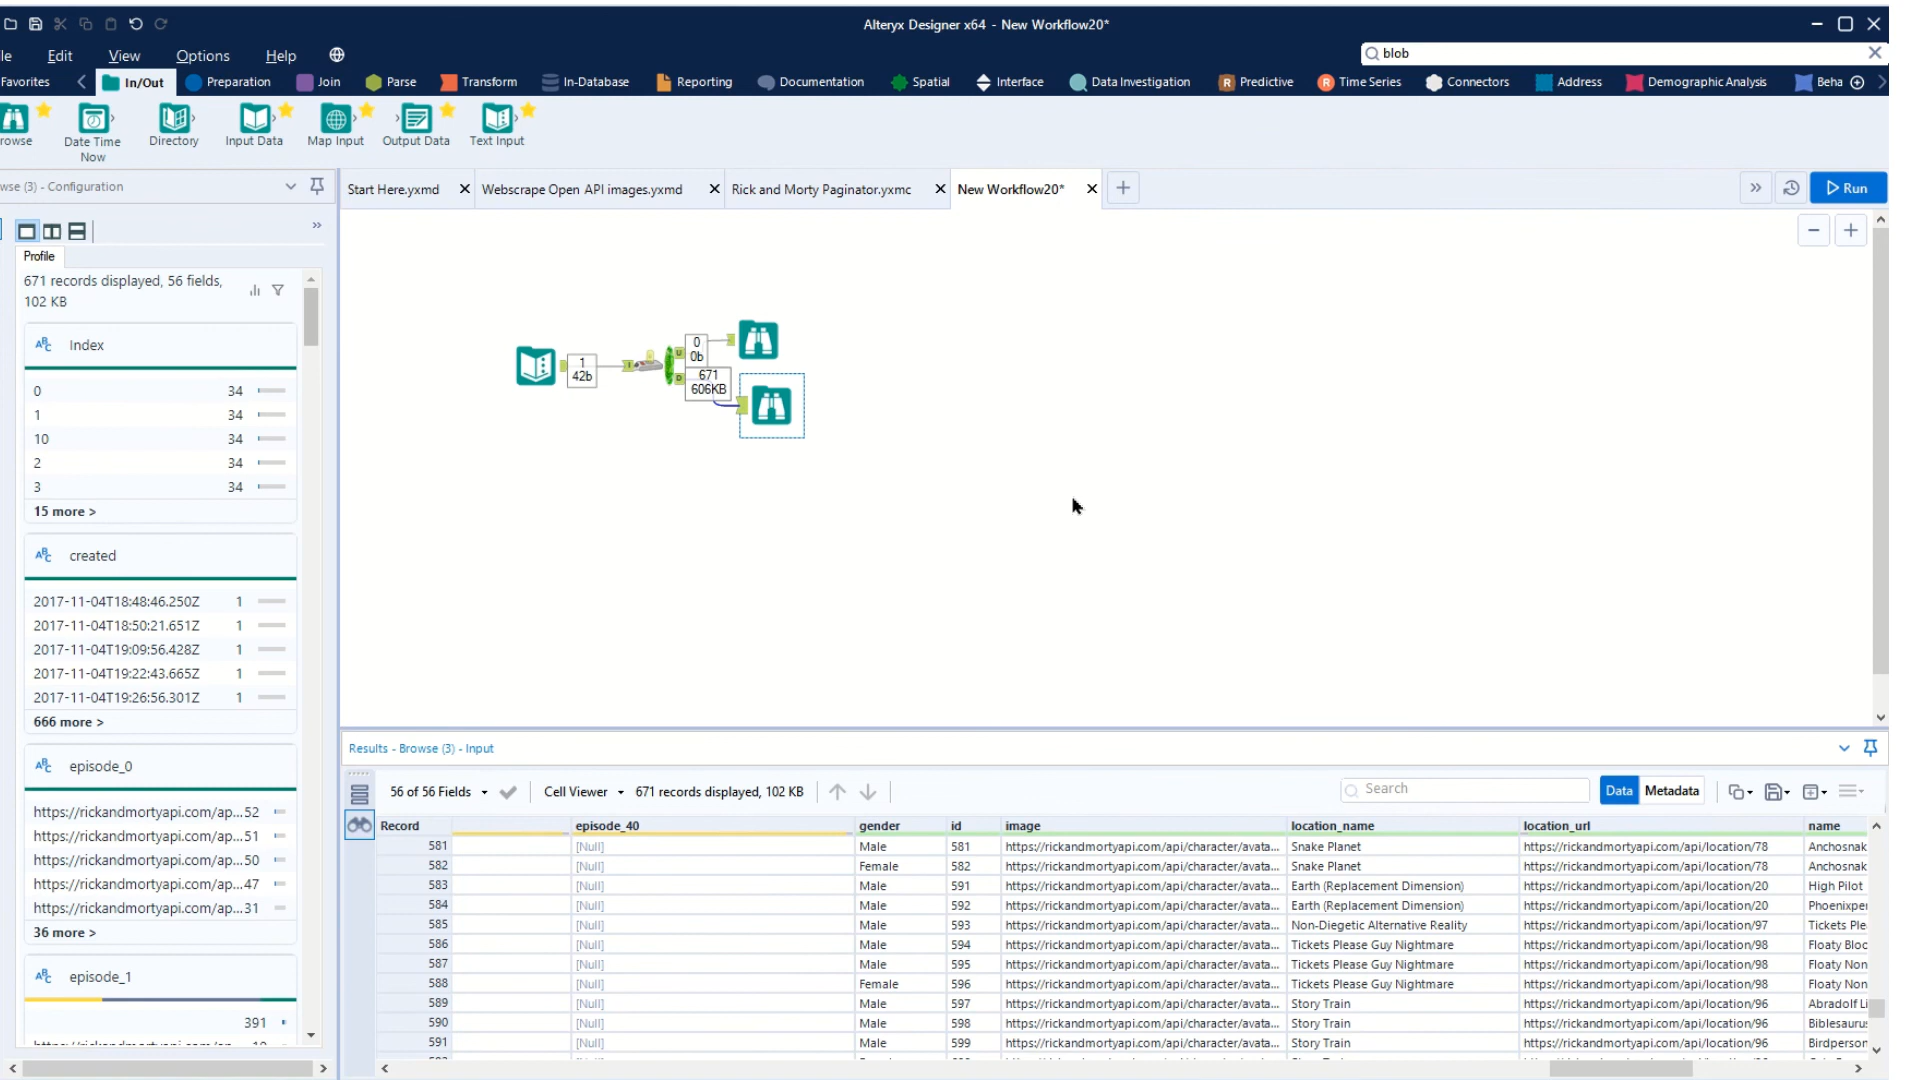 Alteryx Designer x64 - New Workflow20*
le Edit View Options Help
blob
Favorites In/Out Preparation Join Parse Transform In-Database Reporting Documentation Spatial Interface Data Investigation Predictive Time Series Connectors Address Demographic Analysis Beha
rowse
Date Time Now
Directory
Input Data
Map Input
Output Data
Text Input
wse (3) - Configuration
Start Here.yxmd
Webscrape Open API images.yxmd
Rick and Morty Paginator.yxmc
New Workflow20*
Run
Profile
671 records displayed, 56 fields,
102 KB
Index
0 34
1 34
10 34
2 34
3 34
15 more >
created
2017-11-04T18:48:46.250Z 1
2017-11-04T18:50:21.651Z 1
2017-11-04T19:09:56.428Z 1
2017-11-04T19:22:43.665Z 1
2017-11-04T19:26:56.301Z 1
666 more >
episode_0
https://rickandmortyapi.com/ap...52
https://rickandmortyapi.com/ap...51
https://rickandmortyapi.com/ap...50
https://rickandmortyapi.com/ap...47
https://rickandmortyapi.com/ap...31
36 more >
episode_1
391
1
42b
0
0b
671
606KB
U
D
Results - Browse (3) - Input
56 of 56 Fields Cell Viewer 671 records displayed, 102 KB Search Data Metadata
Record episode_40 gender id image location_name location_url name
581 [Null] Male 581 https://rickandmortyapi.com/api/character/avata... Snake Planet https://rickandmortyapi.com/api/location/78 Anchosnak
582 [Null] Female 582 https://rickandmortyapi.com/api/character/avata... Snake Planet https://rickandmortyapi.com/api/location/78 Anchosnak
583 [Null] Male 591 https://rickandmortyapi.com/api/character/avata... Earth (Replacement Dimension) https://rickandmortyapi.com/api/location/20 High Pilot
584 [Null] Male 592 https://rickandmortyapi.com/api/character/avata... Earth (Replacement Dimension) https://rickandmortyapi.com/api/location/20 Phoenixper
585 [Null] Male 593 https://rickandmortyapi.com/api/character/avata... Non-Diegetic Alternative Reality https://rickandmortyapi.com/api/location/97 Tickets Ple
586 [Null] Male 594 https://rickandmortyapi.com/api/character/avata... Tickets Please Guy Nightmare https://rickandmortyapi.com/api/location/98 Floaty Bloc
587 [Null] Male 595 https://rickandmortyapi.com/api/character/avata... Tickets Please Guy Nightmare https://rickandmortyapi.com/api/location/98 Floaty Non
588 [Null] Female 596 https://rickandmortyapi.com/api/character/avata... Tickets Please Guy Nightmare https://rickandmortyapi.com/api/location/98 Floaty Non
589 [Null] Male 597 https://rickandmortyapi.com/api/character/avata... Story Train https://rickandmortyapi.com/api/location/96 Abradolf Li
590 [Null] Male 598 https://rickandmortyapi.com/api/character/avata... Story Train https://rickandmortyapi.com/api/location/96 Biblesauru
591 [Null] Male 599 https://rickandmortyapi.com/api/character/avata... Story Train https://rickandmortyapi.com/api/location/96 Birdperson